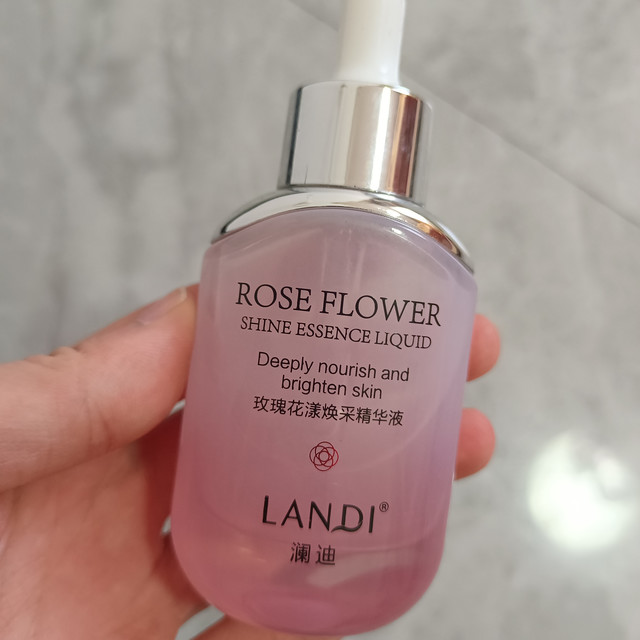 ROSE FLOWER
SHINE ESSENCE LIQUID
Deeply nourish and
brighten skin
玫瑰花漾焕采精华液
LANDI®
澜迪